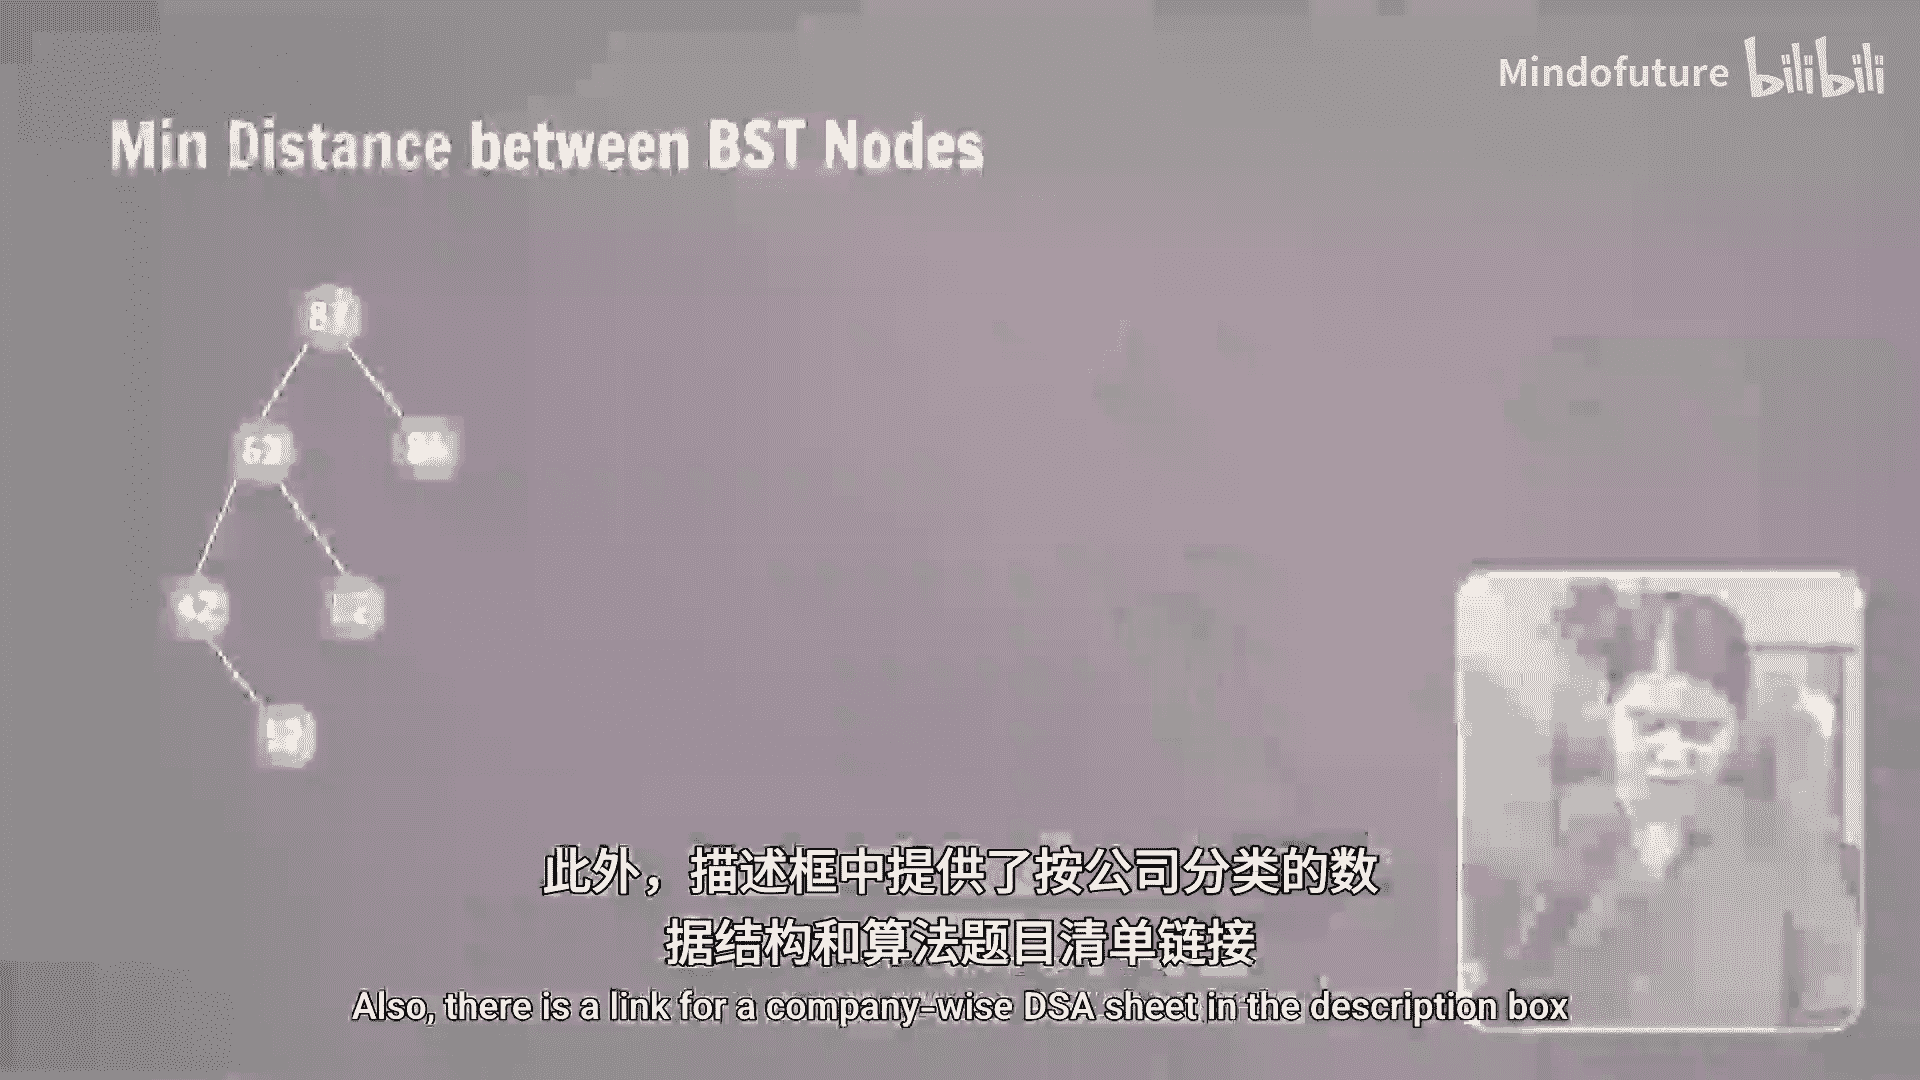 Mindofuture bilibili
Min Distance between BST Nodes
87
此外，描述框中提供了按公司分类的数
据结构和算法题目清单链接
Also, there is a link for a company-wise DSA sheet in the description box